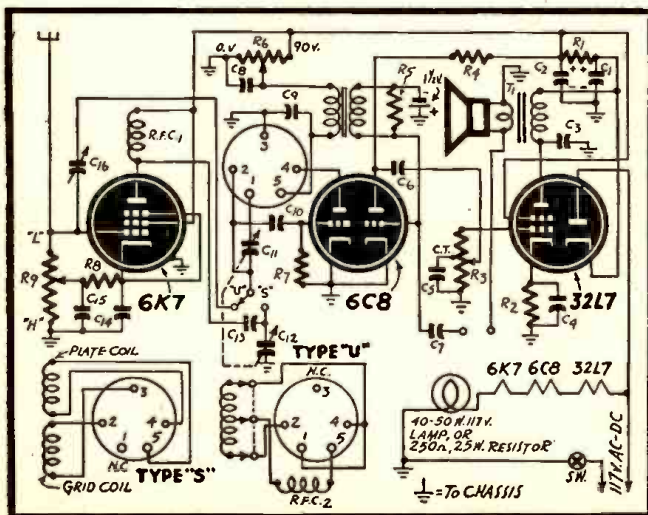 0.V.
R6
90V.
C8
R5
1½V.
+
R4
R1
C2
+
+
-
-
C1
T1
R.F.C.1
C9
3
2
4
1
5
C6
C3
C16
"L"
R9
"H"
R8
C15
C14
6K7
C10
C11
R7
6C8
"U"
"S"
C13
C12
C.T.
C5
R3
32L7
R2
C4
C7
PLATE COIL
3
2
4
1
5
N.C
TYPE "S"
GRID COIL
TYPE "U"
N.C.
3
2
4
1
5
R.F.C.2
6K7 6C8 32L7
40-50 W. 117V.
LAMP, OR
250Ω, 25W. RESISTOR
SW.
117V. AC-DC
=TO CHASSIS